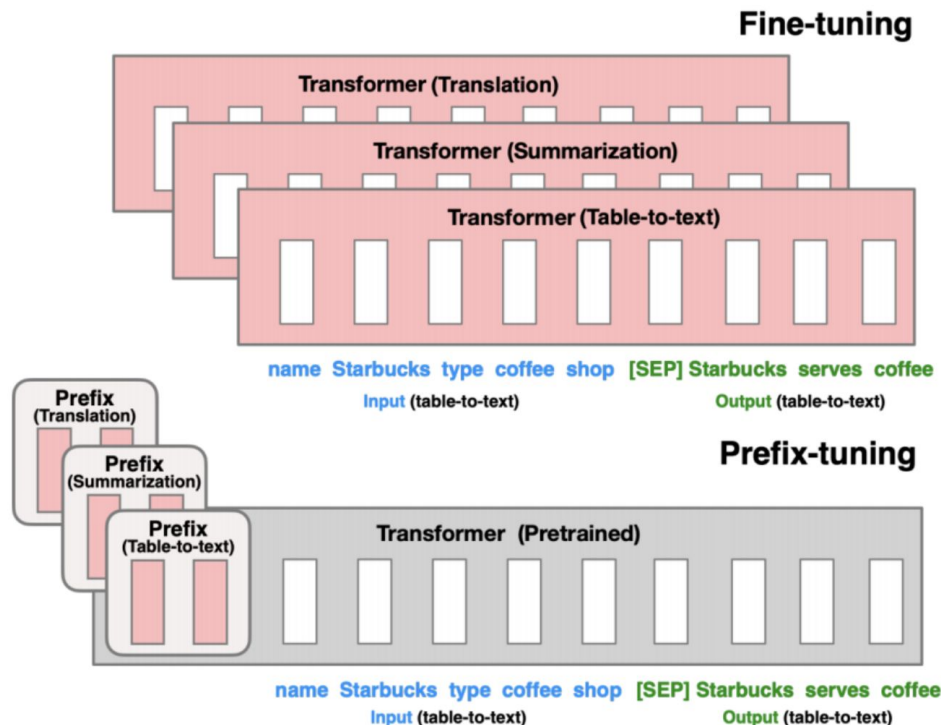 Fine-tuning
Transformer (Translation)
Transformer (Summarization)
Transformer (Table-to-text)
name Starbucks type coffee shop [SEP] Starbucks serves coffee
Input (table-to-text) Output (table-to-text)
Prefix-tuning
Prefix
(Translation)
Prefix
(Summarization)
Prefix
(Table-to-text)
Transformer (Pretrained)
name Starbucks type coffee shop [SEP] Starbucks serves coffee
Input (table-to-text) Output (table-to-text)